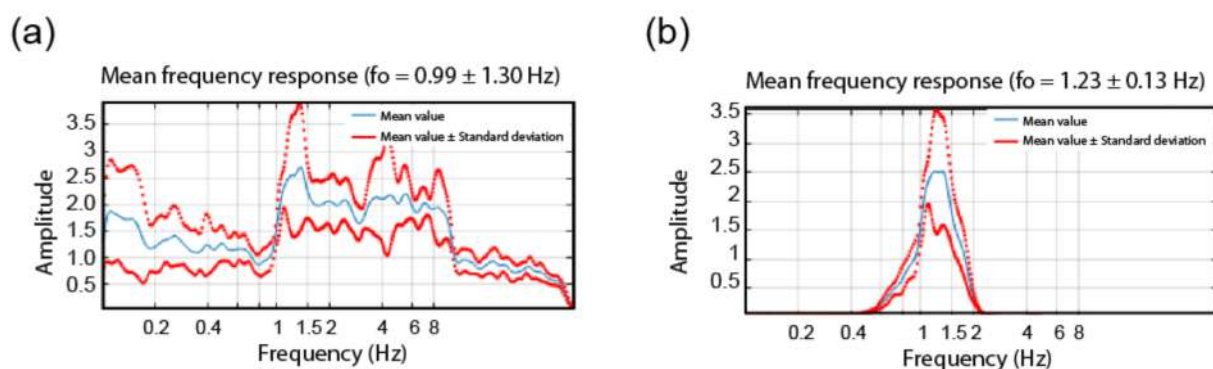 (a)
Mean frequency response (fo = 0.99 ± 1.30 Hz)
Amplitude
3.5
3
2.5
2.0
1.5
1.0
0.5
Mean value
Mean value ± Standard deviation
0.2 0.4 1 1.5 2 4 6 8
Frequency (Hz)
(b)
Mean frequency response (fo = 1.23 ± 0.13 Hz)
Amplitude
3.5
3
2.5
2
1.5
1
0.5
Mean value
Mean value ± Standard deviation
0.2 0.4 1 1.5 2 4 6 8
Frequency (Hz)